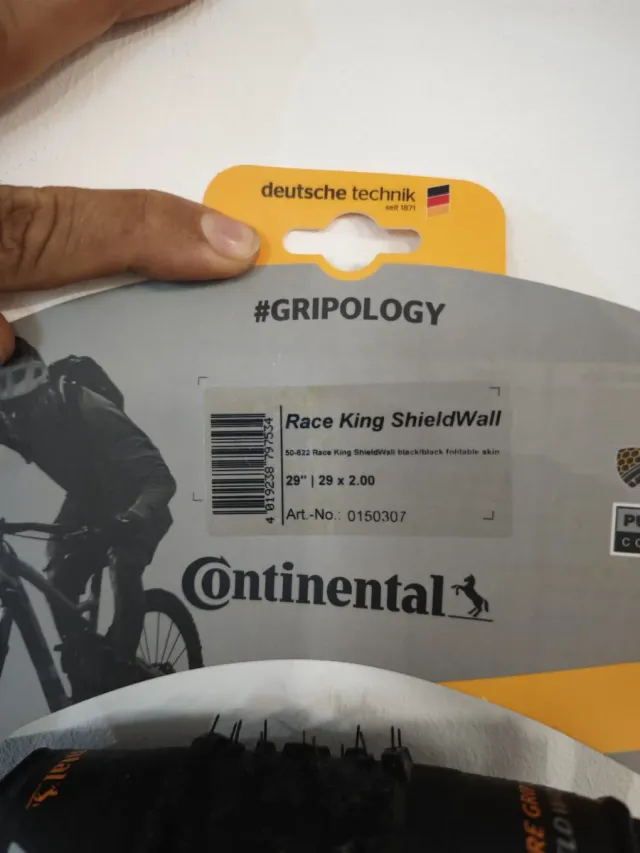 deutsche technik
seit 1871
#GRIPOLOGY
Race King ShieldWall
50-622 Race King ShieldWall black/black foldable skin
29" | 29 x 2.00
Art.-No.: 0150307
4 019238 797534
Continental